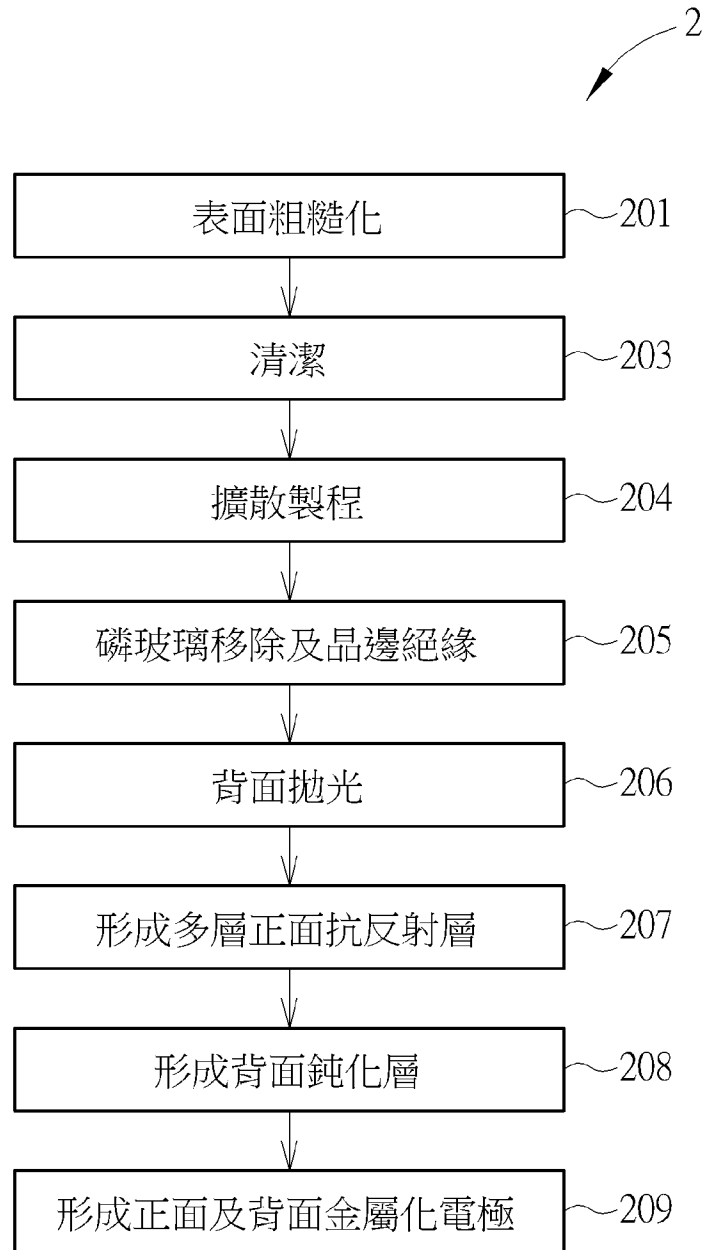 2
表面粗糙化
201
清潔
203
擴散製程
204
磷玻璃移除及晶邊絕緣
205
背面拋光
206
形成多層正面抗反射層
207
形成背面鈍化層
208
形成正面及背面金屬化電極
209